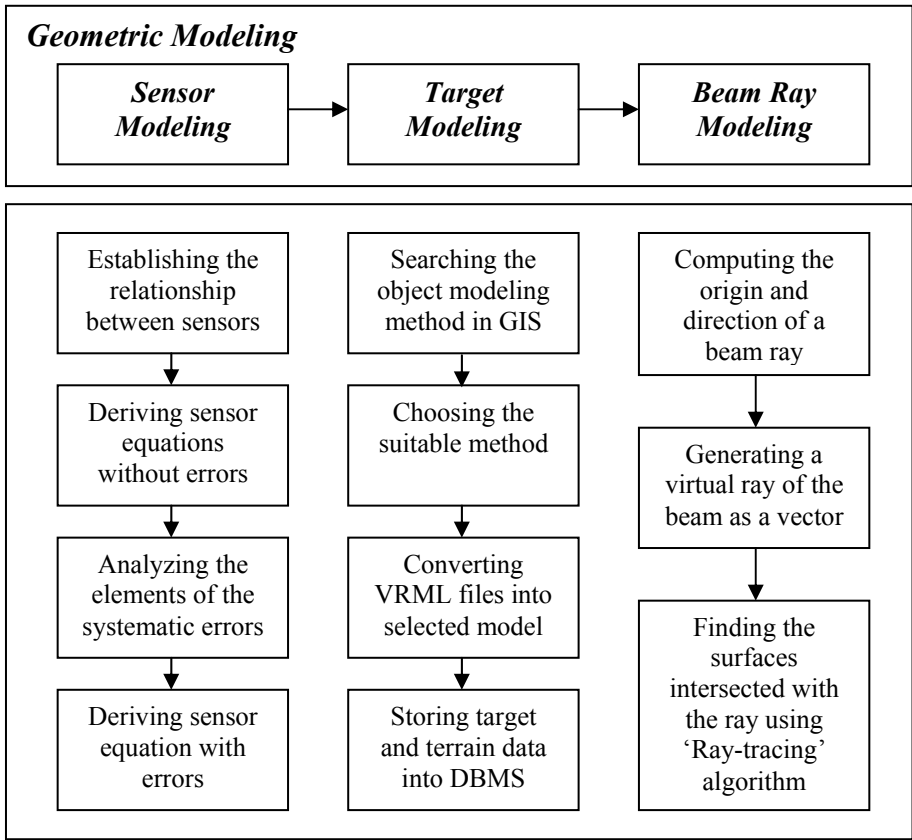 Geometric Modeling
Sensor
Modeling
Target
Modeling
Beam Ray
Modeling
Establishing the
relationship
between sensors
Deriving sensor
equations
without errors
Analyzing the
elements of the
systematic errors
Deriving sensor
equation with
errors
Searching the
object modeling
method in GIS
Choosing the
suitable method
Converting
VRML files into
selected model
Storing target
and terrain data
into DBMS
Computing the
origin and
direction of a
beam ray
Generating a
virtual ray of the
beam as a vector
Finding the
surfaces
intersected with
the ray using
‘Ray-tracing’
algorithm